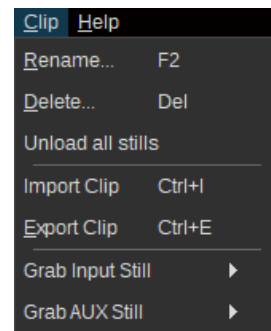 Clip Help
Rename... F2
Delete... Del
Unload all stills
Import Clip Ctrl+I
Export Clip Ctrl+E
Grab Input Still
Grab AUX Still